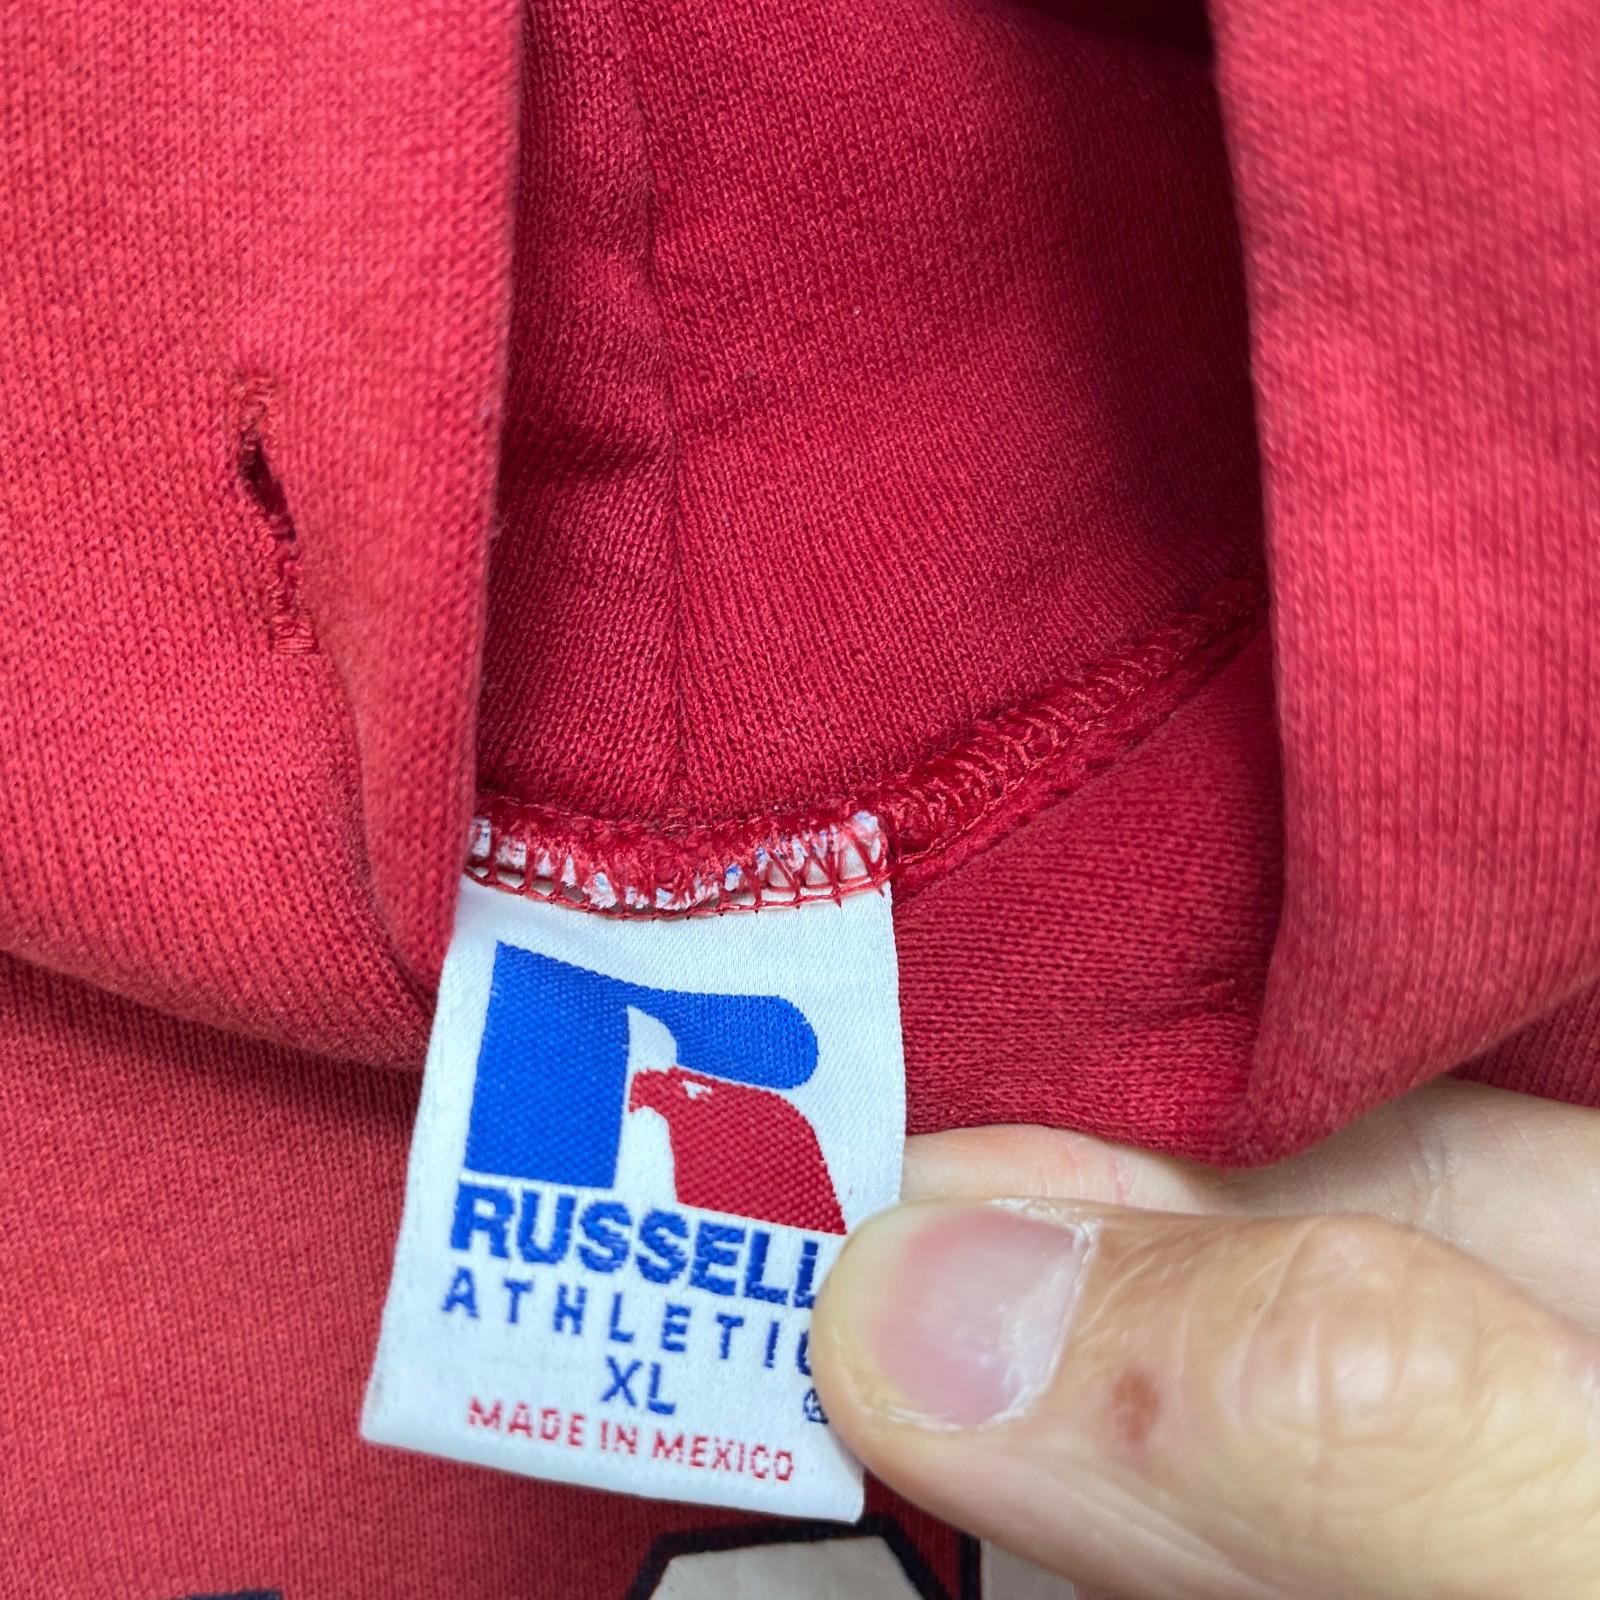 RUSSELL
ATHLETIC
XL
MADE IN MEXICO